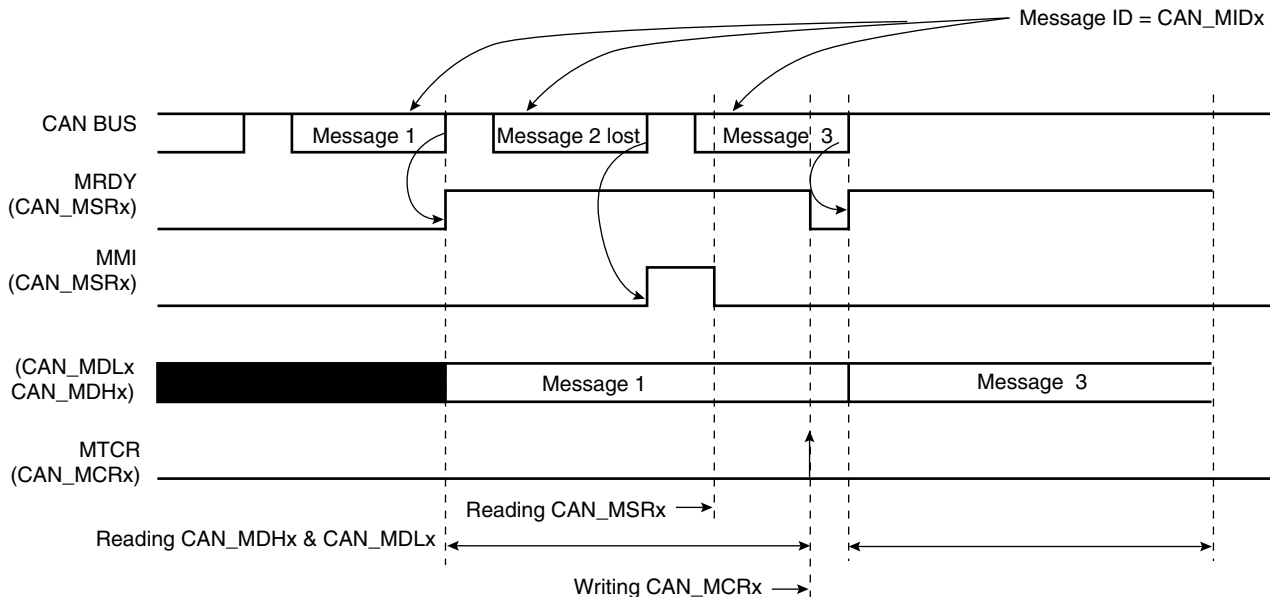 Message ID = CAN_MIDx
CAN BUS
Message 1
Message 2 lost
Message 3
MRDY
(CAN_MSRx)
MMI
(CAN_MSRx)
(CAN_MDLx
CAN_MDHx)
Message 1
Message 3
MTCR
(CAN_MCRx)
Reading CAN_MSRx
Reading CAN_MDHx & CAN_MDLx
Writing CAN_MCRx